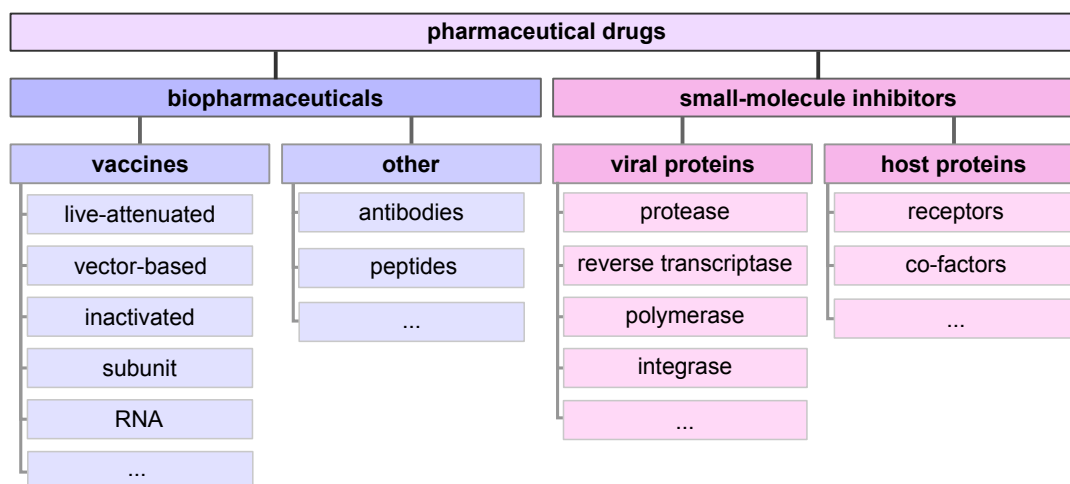 pharmaceutical drugs
biopharmaceuticals
small-molecule inhibitors
vaccines
other
viral proteins
host proteins
live-attenuated
vector-based
inactivated
subunit
RNA
...
antibodies
peptides
...
protease
reverse transcriptase
polymerase
integrase
...
receptors
co-factors
...